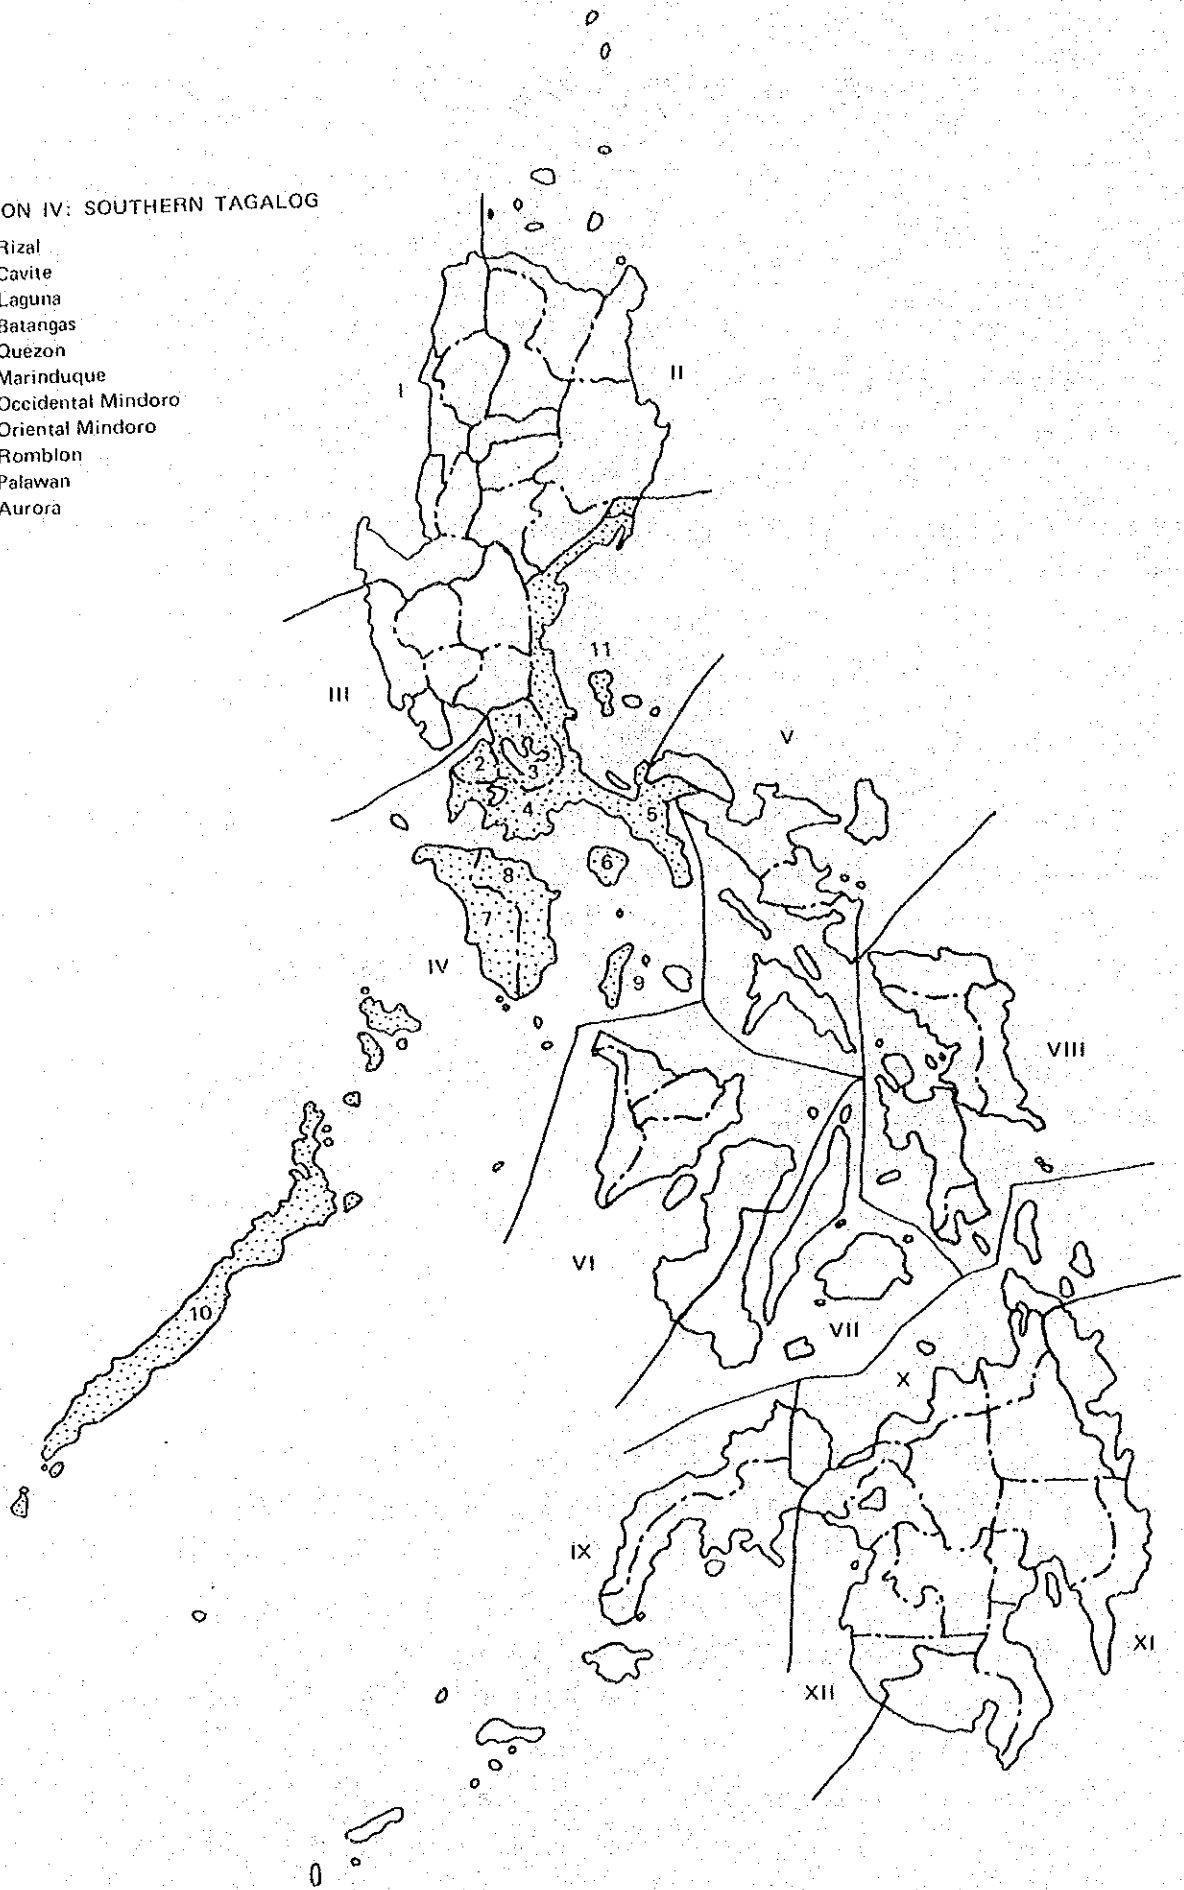 ON IV: SOUTHERN TAGALOG
Rizal
Cavite
Laguna
Batangas
Quezon
Marinduque
Occidental Mindoro
Oriental Mindoro
Romblon
Palawan
Aurora
I
II
11
III
V
1
2
3
4
5
6
8
7
IV
9
VIII
VI
10
VII
X
IX
XI
XII